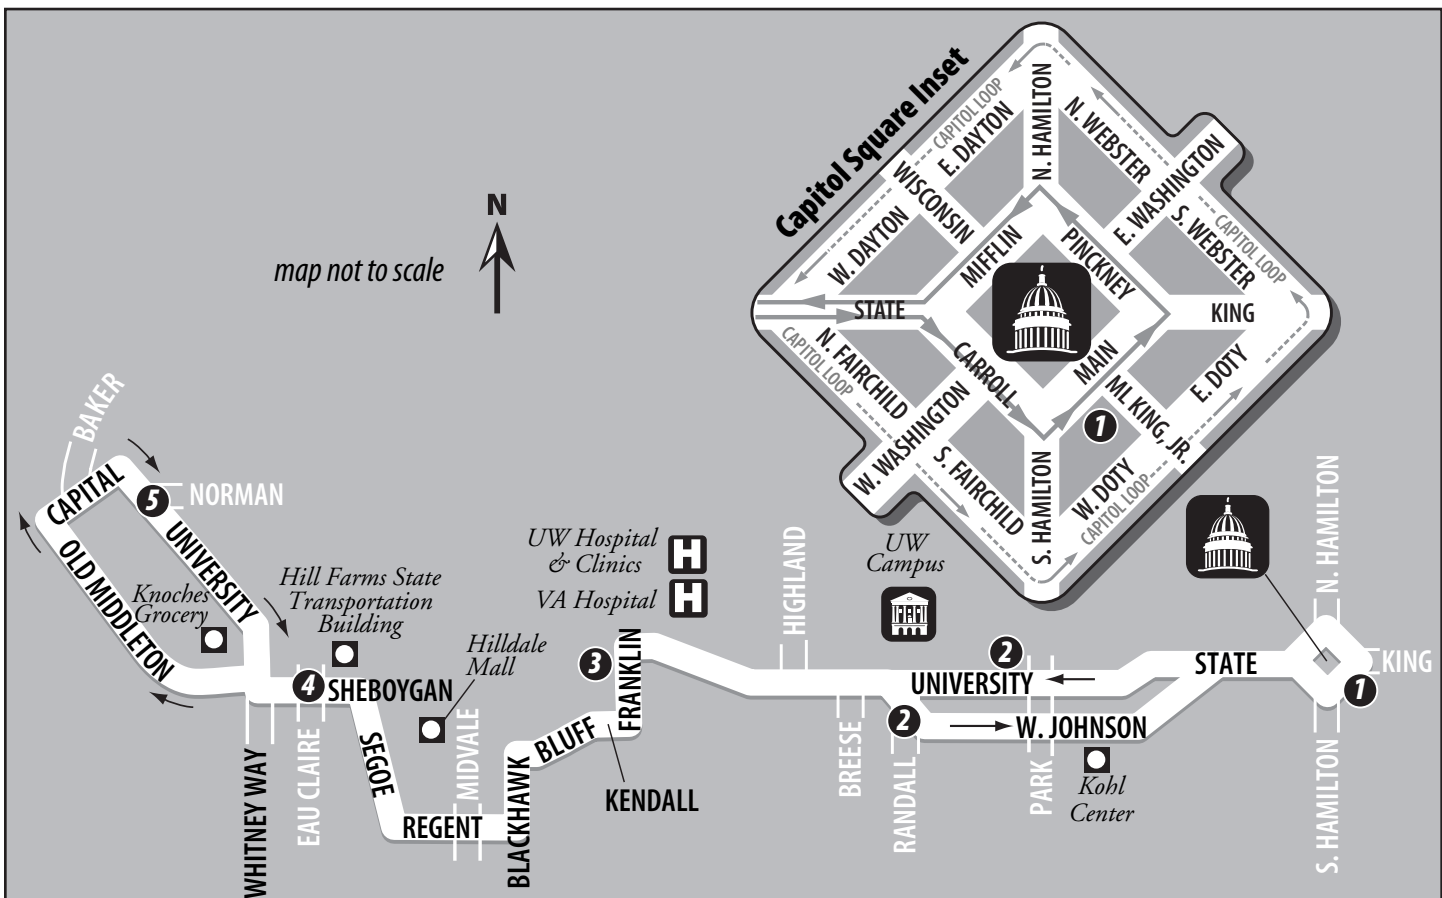 Capitol Square Inset
CAPITOL LOOP
E. DAYTON
N. HAMILTON
N. WEBSTER
E. WASHINGTON
WISCONSIN
W. DAYTON
MIFFLIN
PINCKNEY
S. WEBSTER
CAPITOL LOOP
STATE
KING
N. FAIRCHILD
CAPITOL LOOP
CARROLL
MAIN
ML KING, JR.
E. DOTY
1
W. WASHINGTON
S. FAIRCHILD
S. HAMILTON
W. DOTY
CAPITOL LOOP
N
map not to scale
BAKER
CAPITAL
5
NORMAN
UNIVERSITY
OLD MIDDLETON
Knoches
Grocery
Hill Farms State
Transportation
Building
4
SHEBOYGAN
Hilldale
Mall
WHITNEY WAY
EAU CLAIRE
SEGOE
MIDVALE
REGENT
BLACKHAWK
BLUFF
KENDALL
FRANKLIN
3
UW Hospital
& Clinics
H
VA Hospital
H
HIGHLAND
UW
Campus
2
UNIVERSITY
STATE
2
W. JOHNSON
BREESE
RANDALL
PARK
Kohl
Center
N. HAMILTON
KING
1
S. HAMILTON